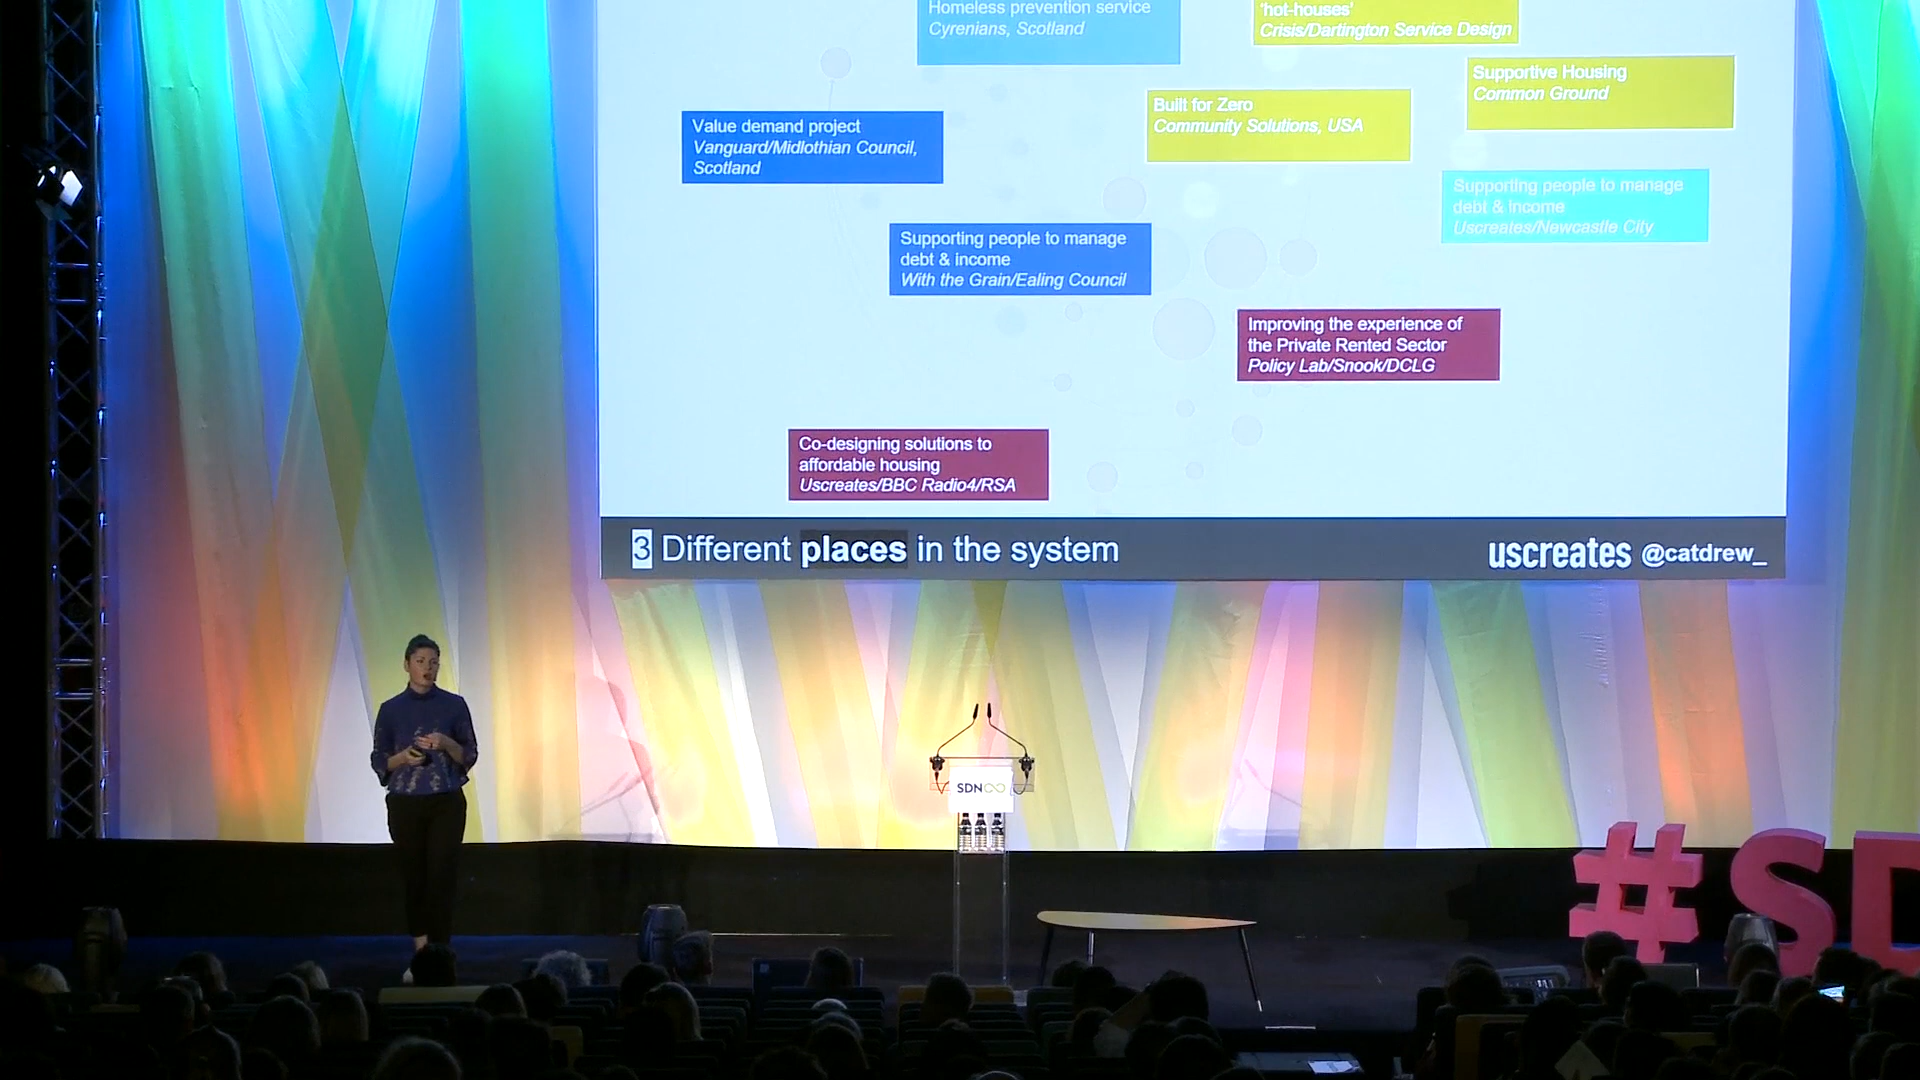 Homeless prevention service
Cyrenians, Scotland
'hot-houses'
Crisis/Dartington Service Design
Supportive Housing
Common Ground
Built for Zero
Community Solutions, USA
Value demand project
Vanguard/Midlothian Council,
Scotland
Supporting people to manage
debt & income
Uscreates/Newcastle City
Supporting people to manage
debt & income
With the Grain/Ealing Council
Improving the experience of
the Private Rented Sector
Policy Lab/Snook/DCLG
Co-designing solutions to
affordable housing
Uscreates/BBC Radio4/RSA
3 Different places in the system
uscreates @catdrew_
SDN
#SD